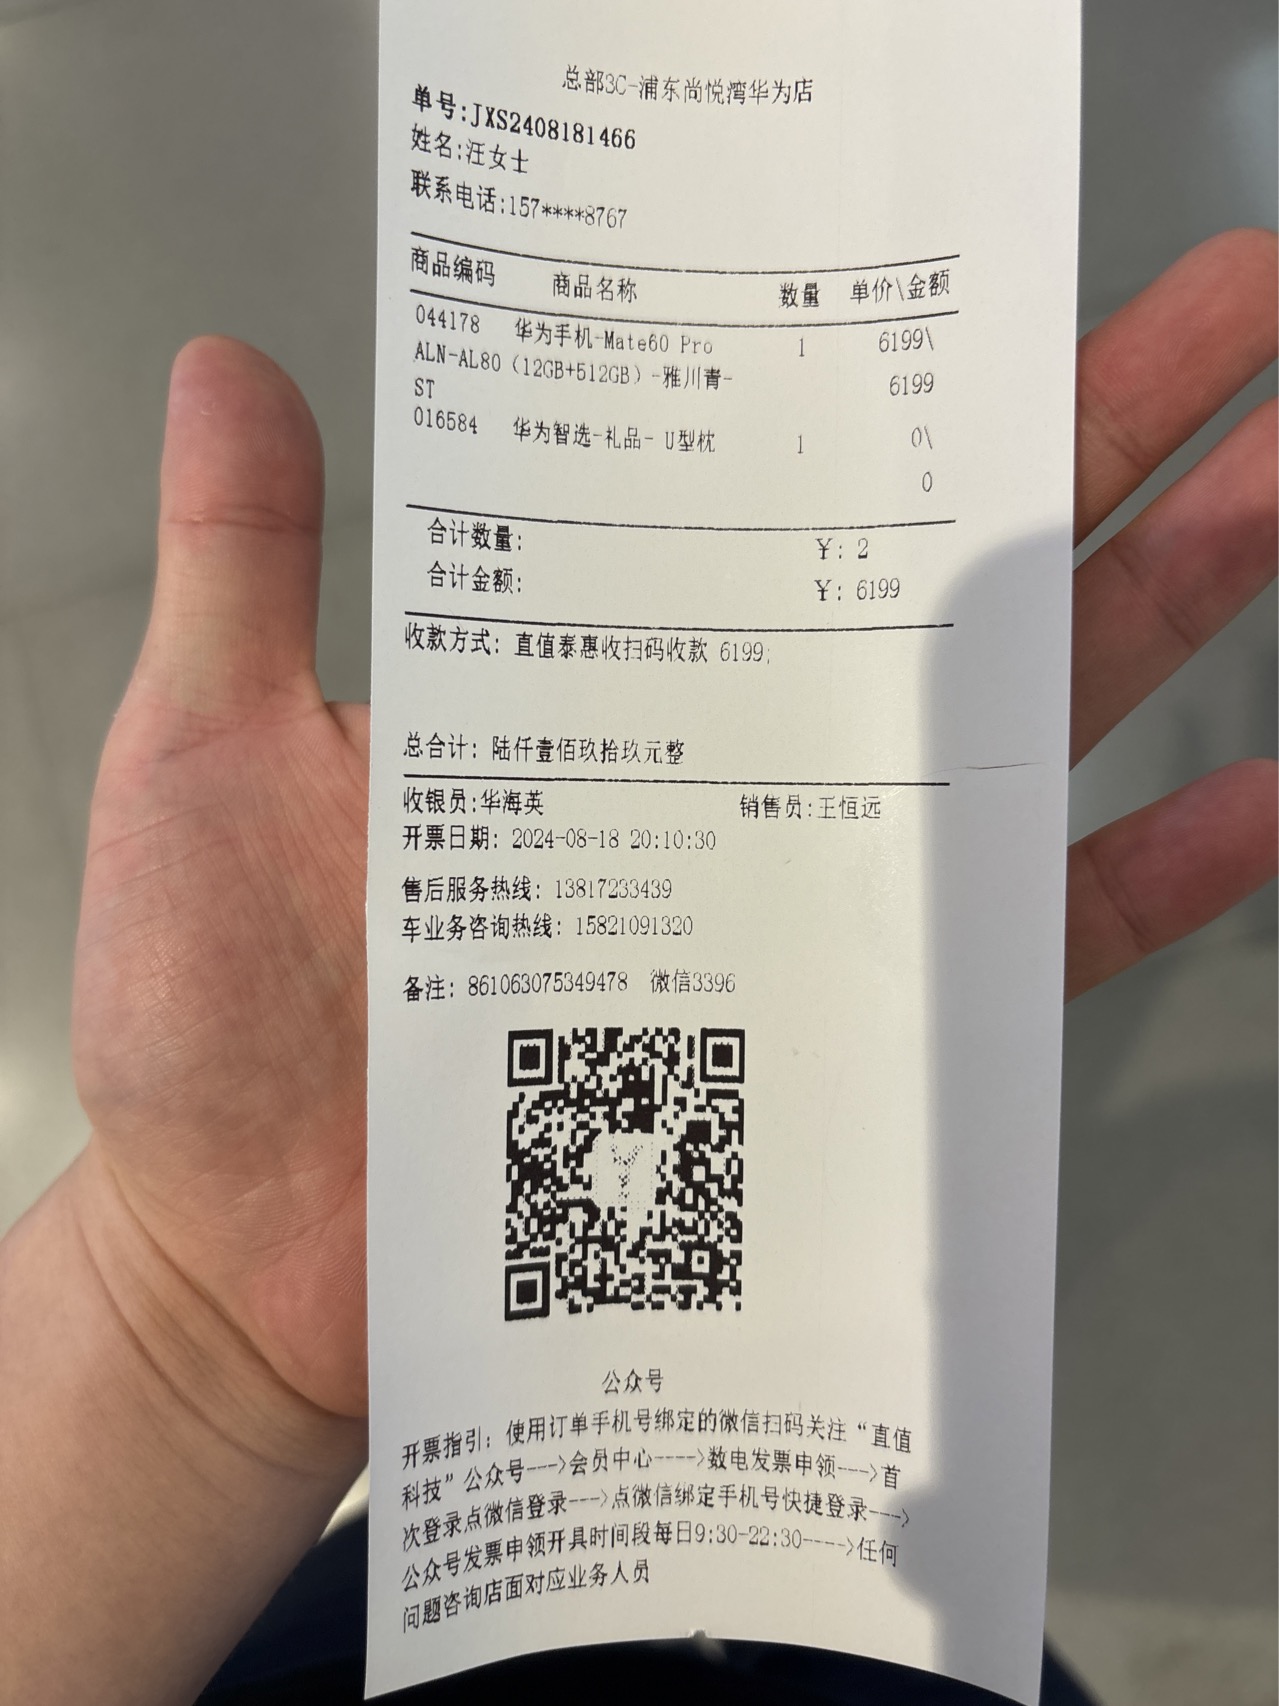 总部3C-浦东尚悦湾华为店
单号:JXS2408181466
姓名:汪女士
联系电话:157****8767
商品编码 商品名称 数量 单价\金额
044178 华为手机-Mate60 Pro 1 6199\
ALN-AL80（12GB+512GB）-雅川青- 6199
ST
016584 华为智选-礼品- U型枕 1 0\
0
合计数量: ￥: 2
合计金额: ￥: 6199
收款方式: 直值泰惠收扫码收款 6199;
总合计: 陆仟壹佰玖拾玖元整
收银员:华海英 销售员:王恒远
开票日期: 2024-08-18 20:10:30
售后服务热线: 13817233439
车业务咨询热线: 15821091320
备注: 861063075349478 微信3396
公众号
开票指引: 使用订单手机号绑定的微信扫码关注“直值
科技”公众号--->会员中心---->数电发票申领--->首
次登录点微信登录--->点微信绑定手机号快捷登录--->
公众号发票申领开具时间段每日9:30-22:30---->任何
问题咨询店面对应业务人员